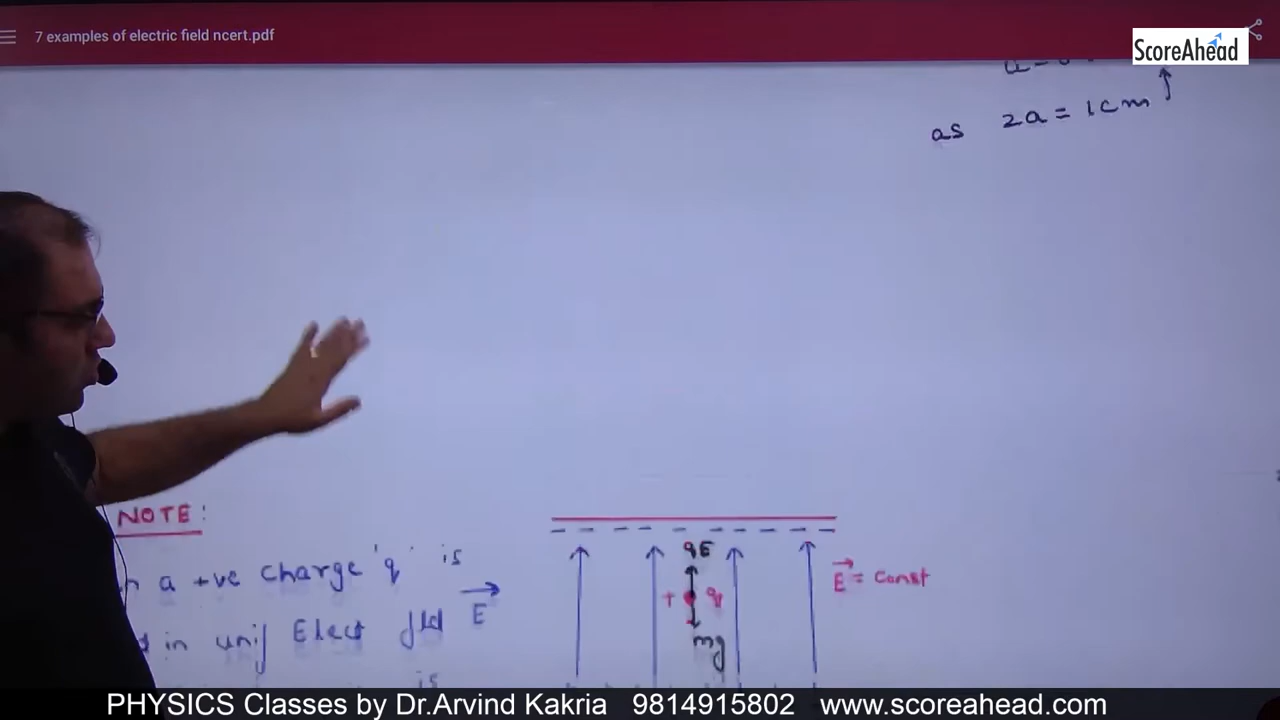 7 examples of electric field ncert.pdf
ScoreAhead
as 2a = 1cm
NOTE:
a +ve charge 'q' is
in unif Elect fld E
is
qE
+ q
mg
E = Const
PHYSICS Classes by Dr.Arvind Kakria 9814915802 www.scoreahead.com